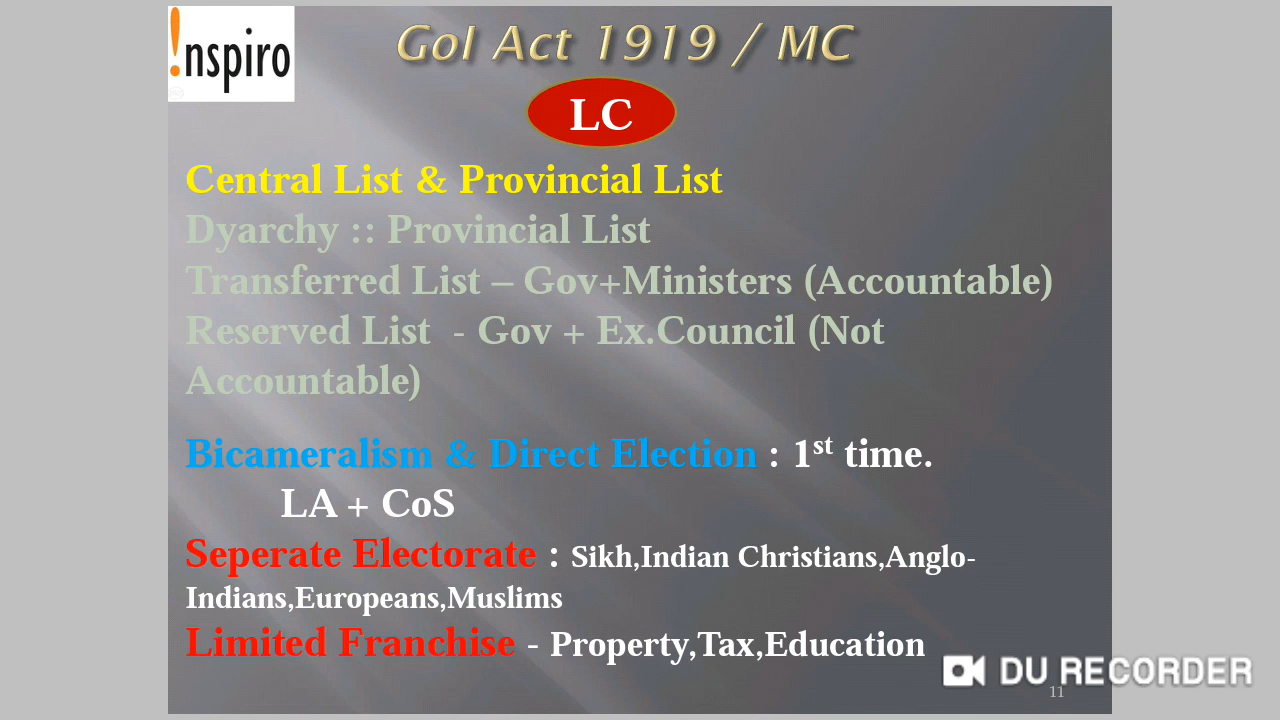 !nspiro
GoI Act 1919 / MC
LC
Central List & Provincial List
Dyarchy :: Provincial List
Transferred List – Gov+Ministers (Accountable)
Reserved List - Gov + Ex.Council (Not
Accountable)
Bicameralism & Direct Election : 1st time.
LA + CoS
Seperate Electorate : Sikh,Indian Christians,Anglo-
Indians,Europeans,Muslims
Limited Franchise - Property,Tax,Education
DU RECORDER
11